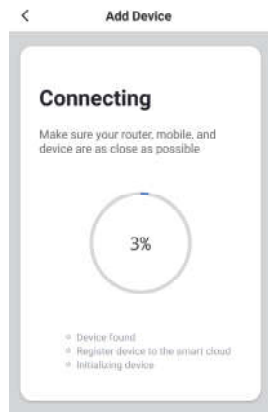 Add Device
Connecting
Make sure your router, mobile, and
device are as close as possible
3%
Device found
Register device to the smart cloud
Initializing device